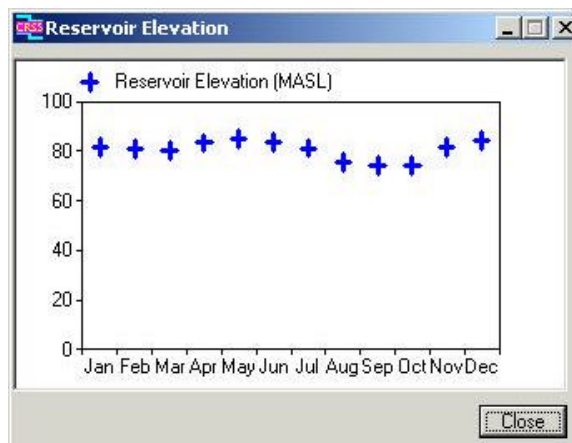 CRSS Reservoir Elevation
Reservoir Elevation (MASL)
100
80
60
40
20
0
Jan Feb Mar Apr May Jun Jul Aug Sep Oct Nov Dec
Close